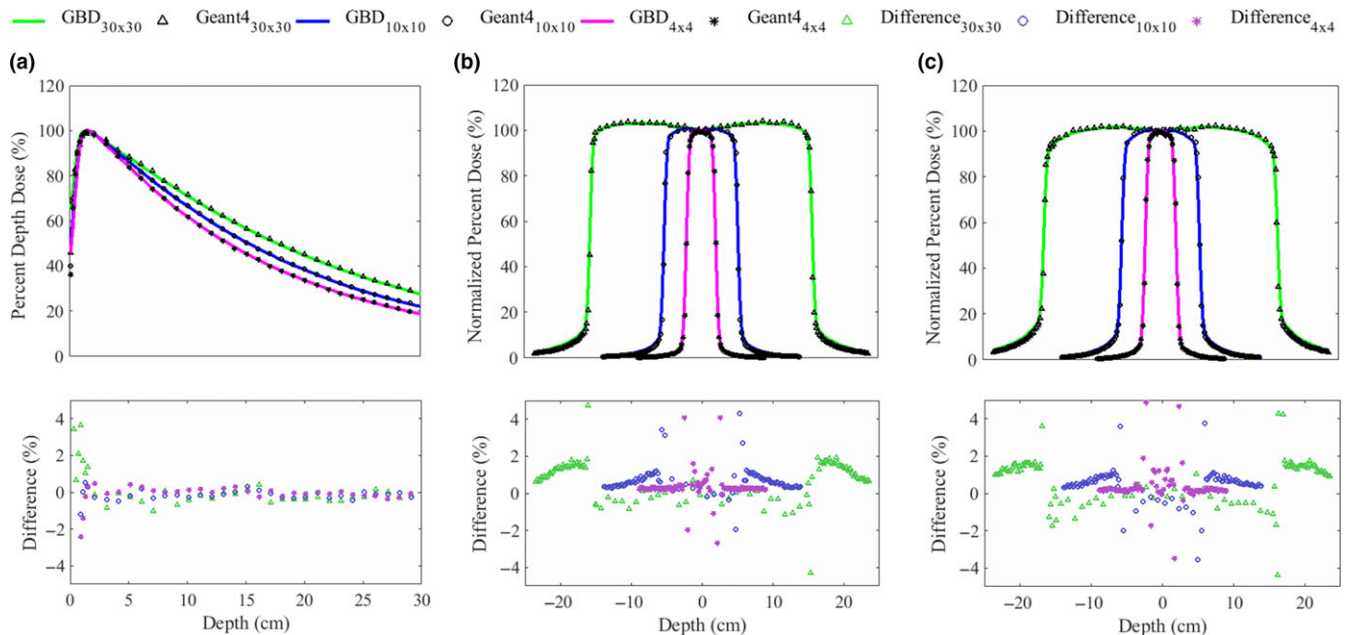 GBD30x30 Geant430x30 GBD10x10 Geant410x10 GBD4x4 Geant44x4 Difference30x30 Difference10x10 Difference4x4
(a) (b) (c)
120
100
80
60
40
20
0
Percent Depth Dose (%)
120
100
80
60
40
20
0
Normalized Percent Dose (%)
120
100
80
60
40
20
0
Normalized Percent Dose (%)
4
2
0
−2
−4
Difference (%)
0 5 10 15 20 25 30
Depth (cm)
4
2
0
−2
−4
Difference (%)
−20 −10 0 10 20
Depth (cm)
4
2
0
−2
−4
Difference (%)
−20 −10 0 10 20
Depth (cm)